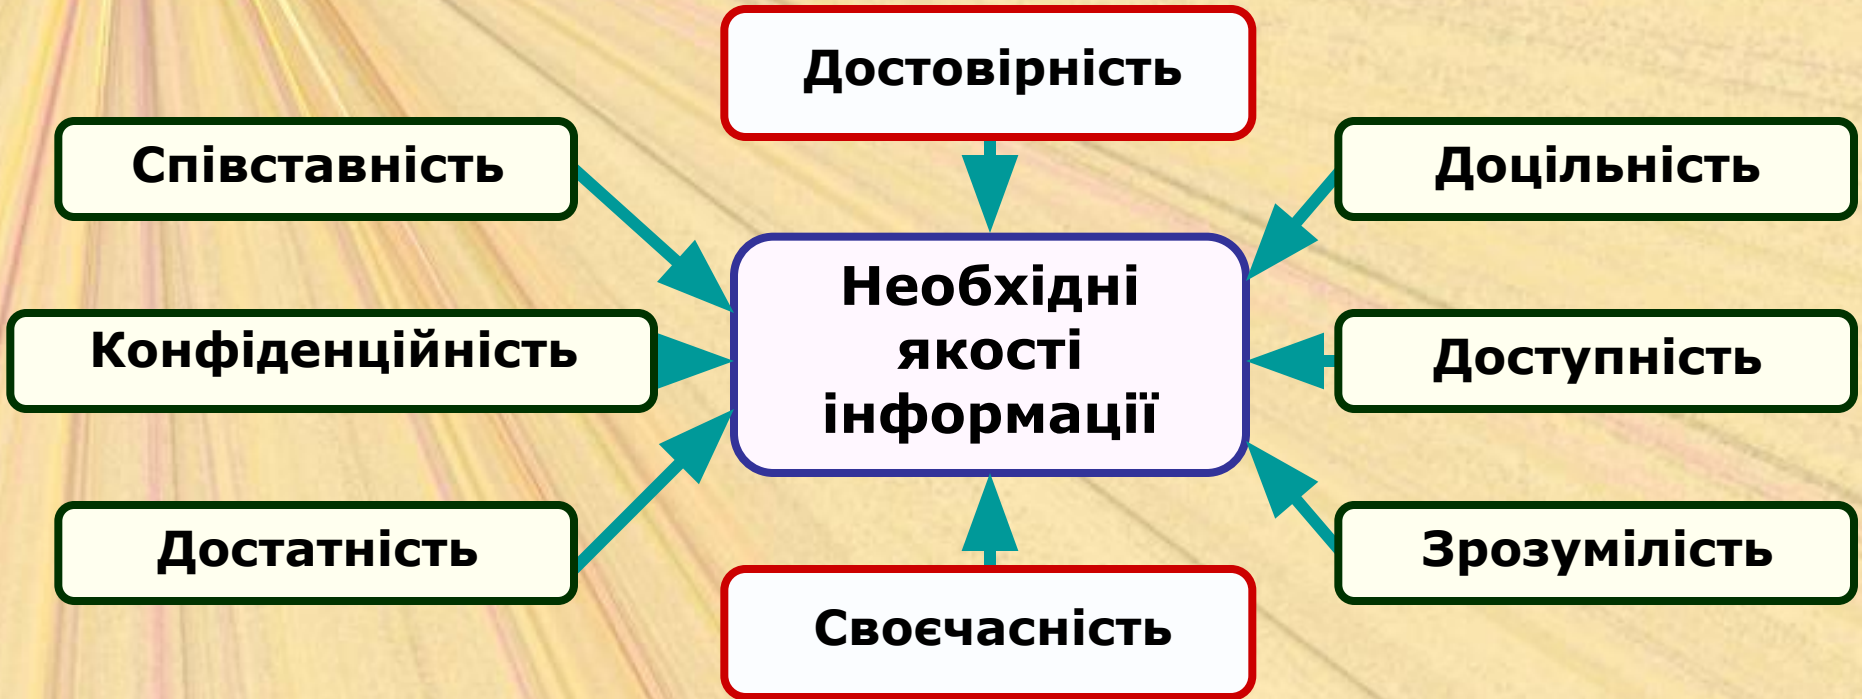 Достовірність
Співставність
Доцільність
Необхідні
якості
інформації
Конфіденційність
Доступність
Достатність
Зрозумілість
Своєчасність